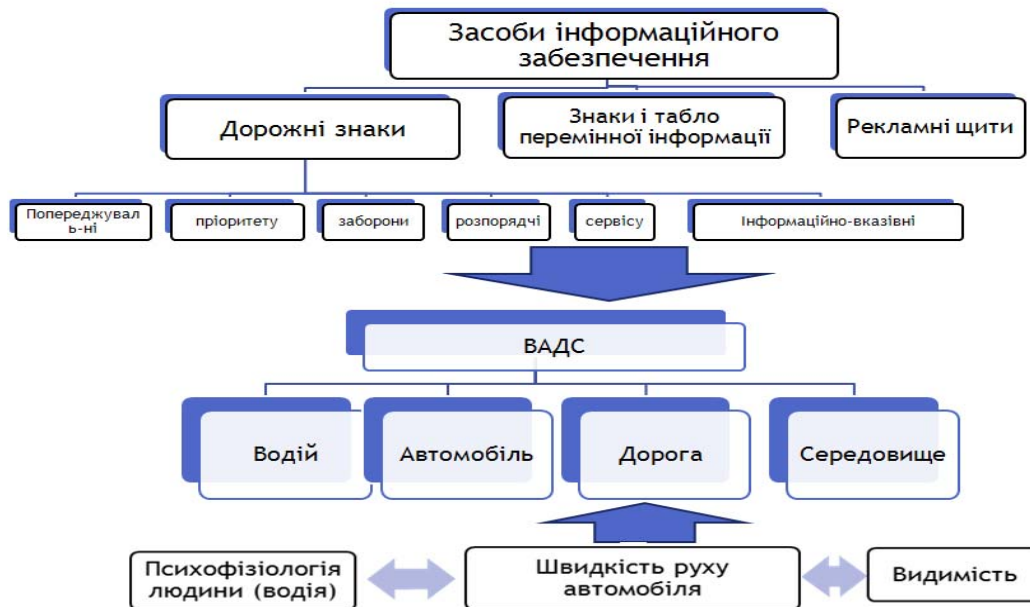 Засоби інформаційного
забезпечення
Дорожні знаки
Знаки і табло
перемінної інформації
Рекламні щити
Попереджувал
ь-ні
пріоритету
заборони
розпорядчі
сервісу
Інформаційно-вказівні
ВАДС
Водій
Автомобіль
Дорога
Середовище
Психофізіологія
людини (водія)
Швидкість руху
автомобіля
Видимість